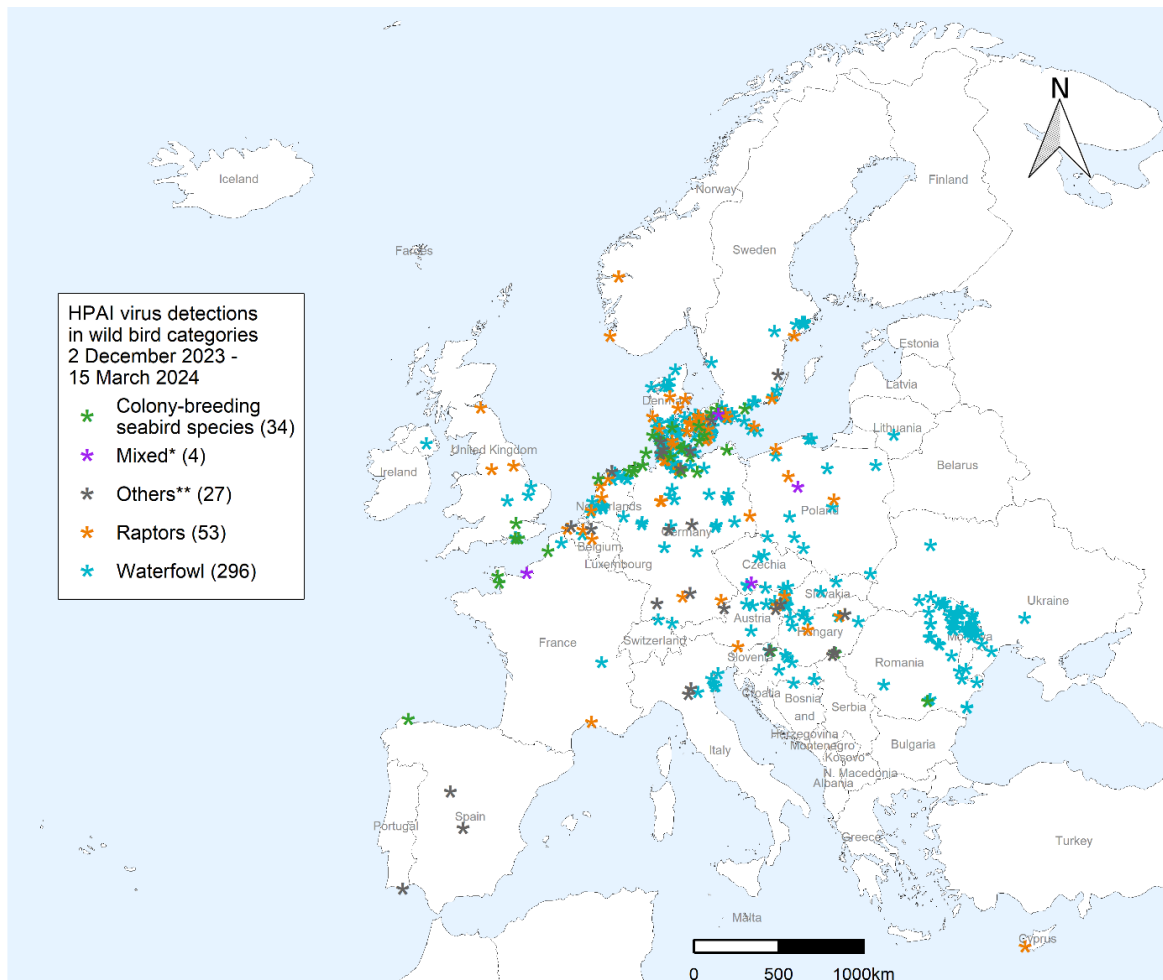 N
Iceland
Norway
Finland
Sweden
Faroes
HPAI virus detections
in wild bird categories
2 December 2023 -
15 March 2024
Colony-breeding
seabird species (34)
Mixed* (4)
Others** (27)
Raptors (53)
Waterfowl (296)
Estonia
Latvia
Lithuania
Belarus
United Kingdom
Ireland
Netherlands
Poland
Germany
Belgium
Luxembourg
Czechia
Slovakia
Ukraine
Austria
Hungary
France
Switzerland
Slovenia
Romania
Croatia
Bosnia
and
Herzegovina
Serbia
Montenegro
Kosovo*
Bulgaria
Italy
N. Macedonia
Albania
Portugal
Spain
Greece
Turkey
Malta
Cyprus
0 500 1000km